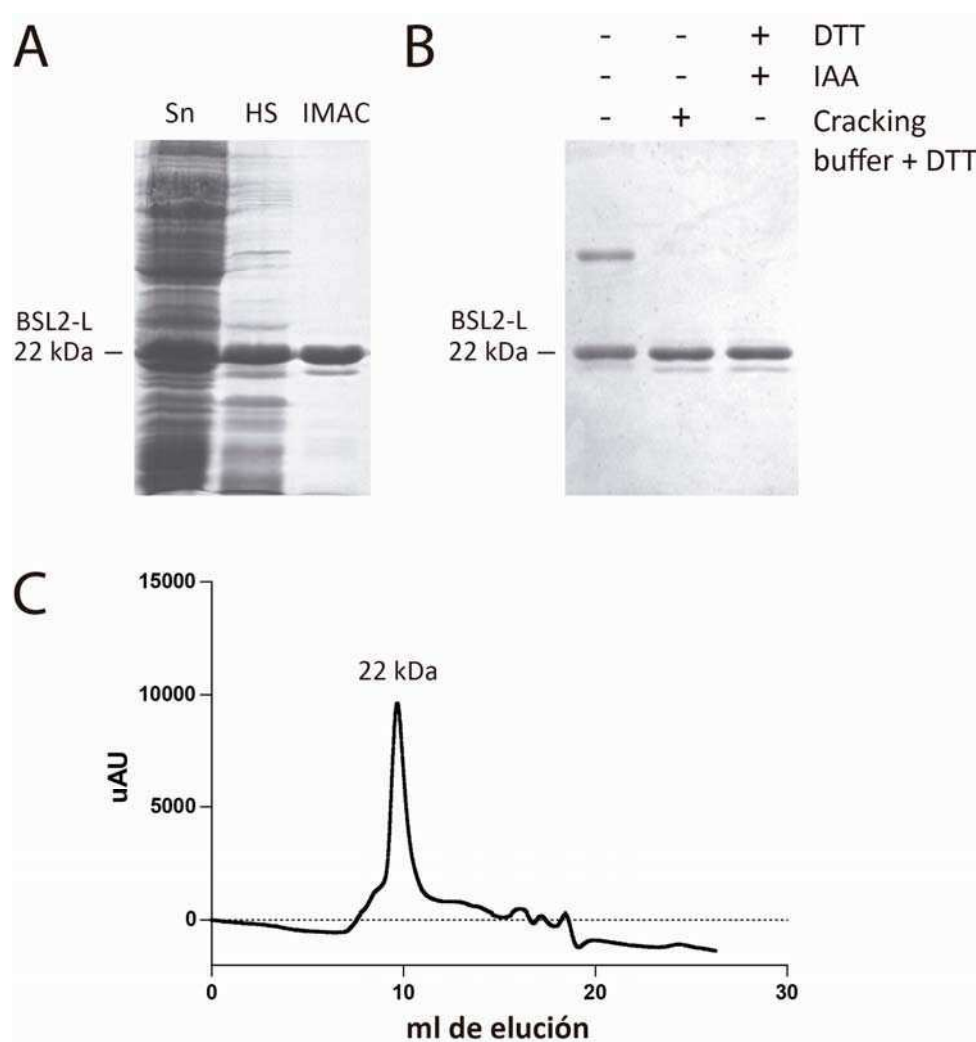 A
Sn HS IMAC
BSL2-L
22 kDa –
B
- - + DTT
- - + IAA
- + - Cracking
buffer + DTT
BSL2-L
22 kDa –
C
22 kDa
uAU
15000
10000
5000
0
0 10 20 30
ml de elución